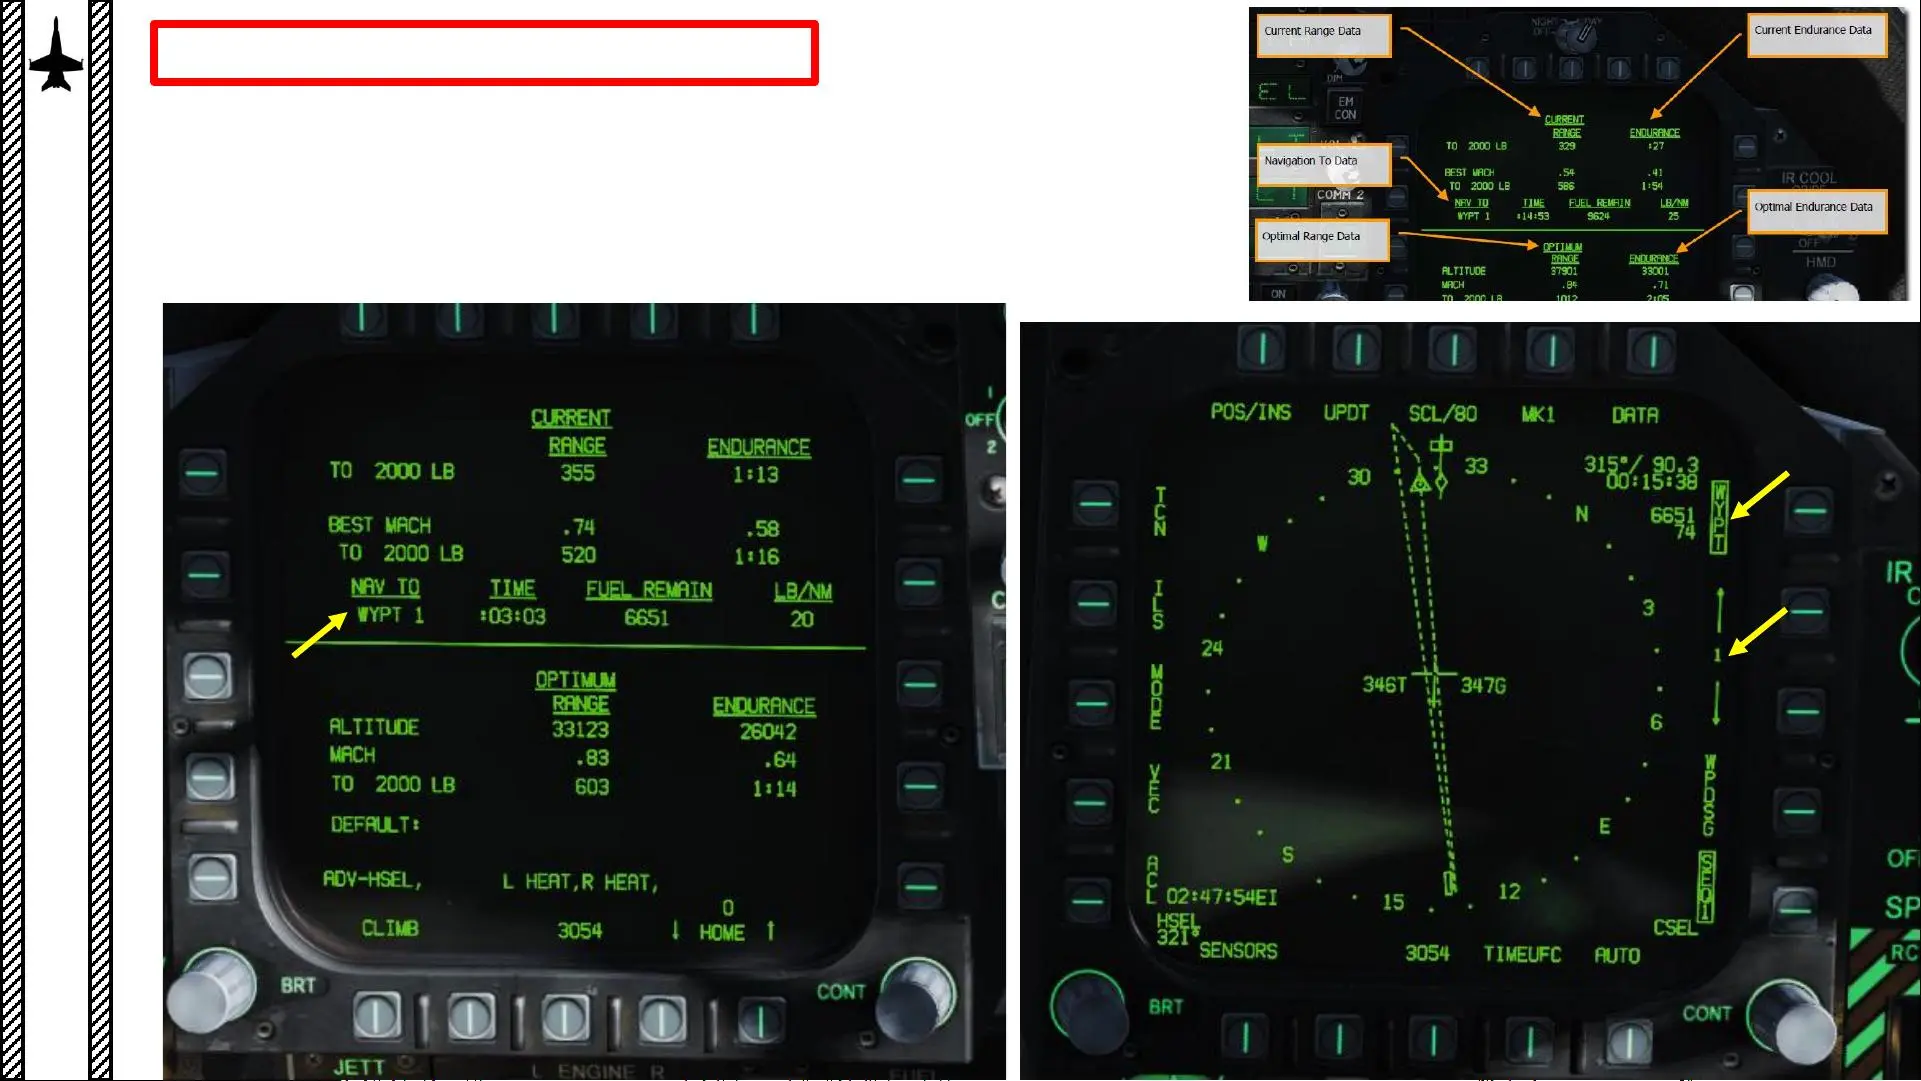 Current Range Data
Current Endurance Data
Navigation To Data
Optimal Range Data
Optimal Endurance Data
NIGHT DAY
OFF
DIM
EM
CON
COMM 2
IR COOL
OFF
HMD
ON
CURRENT
RANGE ENDURANCE
TO 2000 LB 329 :27
BEST MACH .54 .41
TO 2000 LB 586 1:54
NAV TO TIME FUEL REMAIN LB/NM
WYPT 1 :14:53 9624 25
OPTIMUM
RANGE ENDURANCE
ALTITUDE 37901 33001
MACH .84 .71
TO 2000 LB 1012 2:05
CURRENT
RANGE ENDURANCE
TO 2000 LB 355 1:13
BEST MACH .74 .58
TO 2000 LB 520 1:16
NAV TO TIME FUEL REMAIN LB/NM
WYPT 1 :03:03 6651 20
OPTIMUM
RANGE ENDURANCE
ALTITUDE 33123 26042
MACH .83 .64
TO 2000 LB 603 1:14
DEFAULT:
ADV-HSEL, L HEAT,R HEAT,
0
CLIMB 3054 ↓ HOME ↑
BRT
CONT
JETT
L ENGINE R
FUEL
1
OFF
2
POS/INS UPDT SCL/80 MK1 DATA
315°/ 90.3
00:15:38
6651
74
WYPT
1
WPDSG
SEQ1
TCN
ILS
MODE
VEC
ACL
30 33 N 3 6 E 12 15 S 21 24 W
346T 347G
02:47:54EI
HSEL
321°
CSEL
SENSORS 3054 TIMEUFC AUTO
BRT
CONT
IR
OF
SP
RC